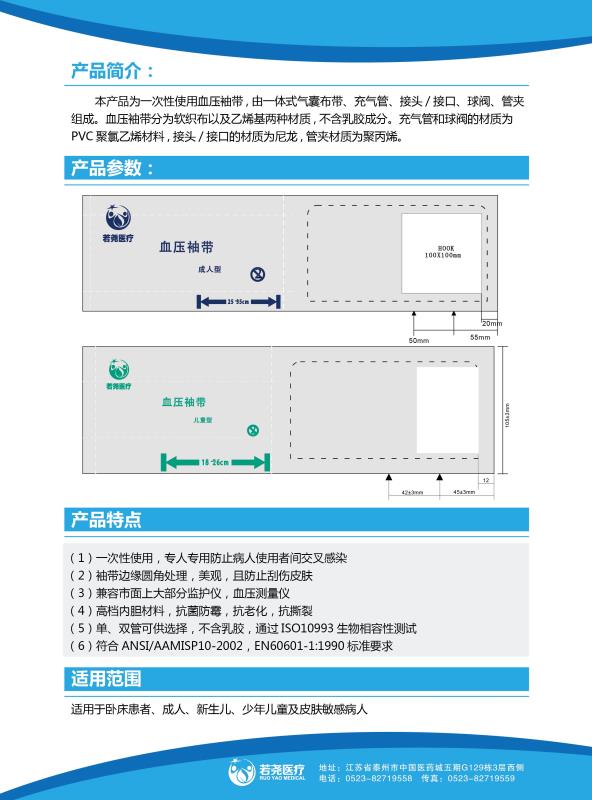 产品简介：
本产品为一次性使用血压袖带，由一体式气囊布带、充气管、接头/接口、球阀、管夹
组成。血压袖带分为软织布以及乙烯基两种材质，不含乳胶成分。充气管和球阀的材质为
PVC 聚氯乙烯材料，接头/接口的材质为尼龙，管夹材质为聚丙烯。
产品参数：
若尧医疗
血压袖带
成人型
25-35cm
HOOK
100X100mm
20mm
50mm
55mm
若尧医疗
血压袖带
儿童型
18-26cm
105±3mm
12
42±3mm
45±3mm
产品特点
（1）一次性使用，专人专用防止病人使用者间交叉感染
（2）袖带边缘圆角处理，美观，且防止刮伤皮肤
（3）兼容市面上大部分监护仪，血压测量仪
（4）高档内胆材料，抗菌防霉，抗老化，抗撕裂
（5）单、双管可供选择，不含乳胶，通过 ISO10993 生物相容性测试
（6）符合 ANSI/AAMISP10-2002，EN60601-1:1990 标准要求
适用范围
适用于卧床患者、成人、新生儿、少年儿童及皮肤敏感病人
若尧医疗
RUO YAO MEDICAL
地址：江苏省泰州市中国医药城五期G129栋3层西侧
电话：0523-82719558 传真：0523-82719559